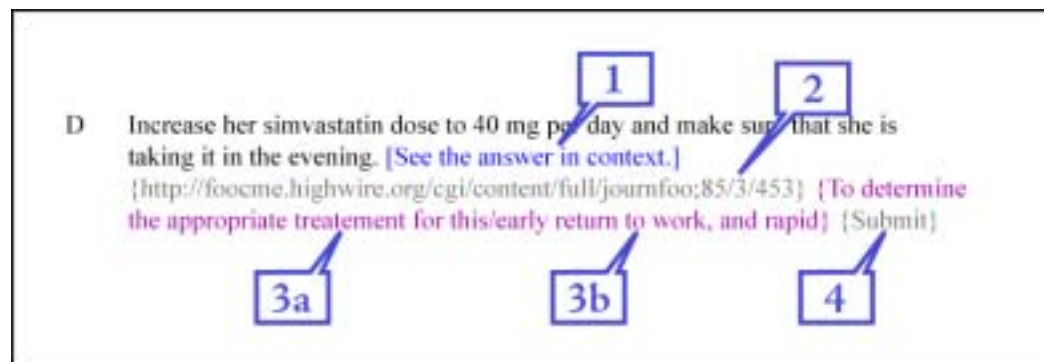 1
2
D Increase her simvastatin dose to 40 mg per day and make sure that she is
taking it in the evening. [See the answer in context.]
{http://foocme.highwire.org/cgi/content/full/journfoo;85/3/453} {To determine
the appropriate treatement for this/early return to work, and rapid} {Submit}
3a
3b
4